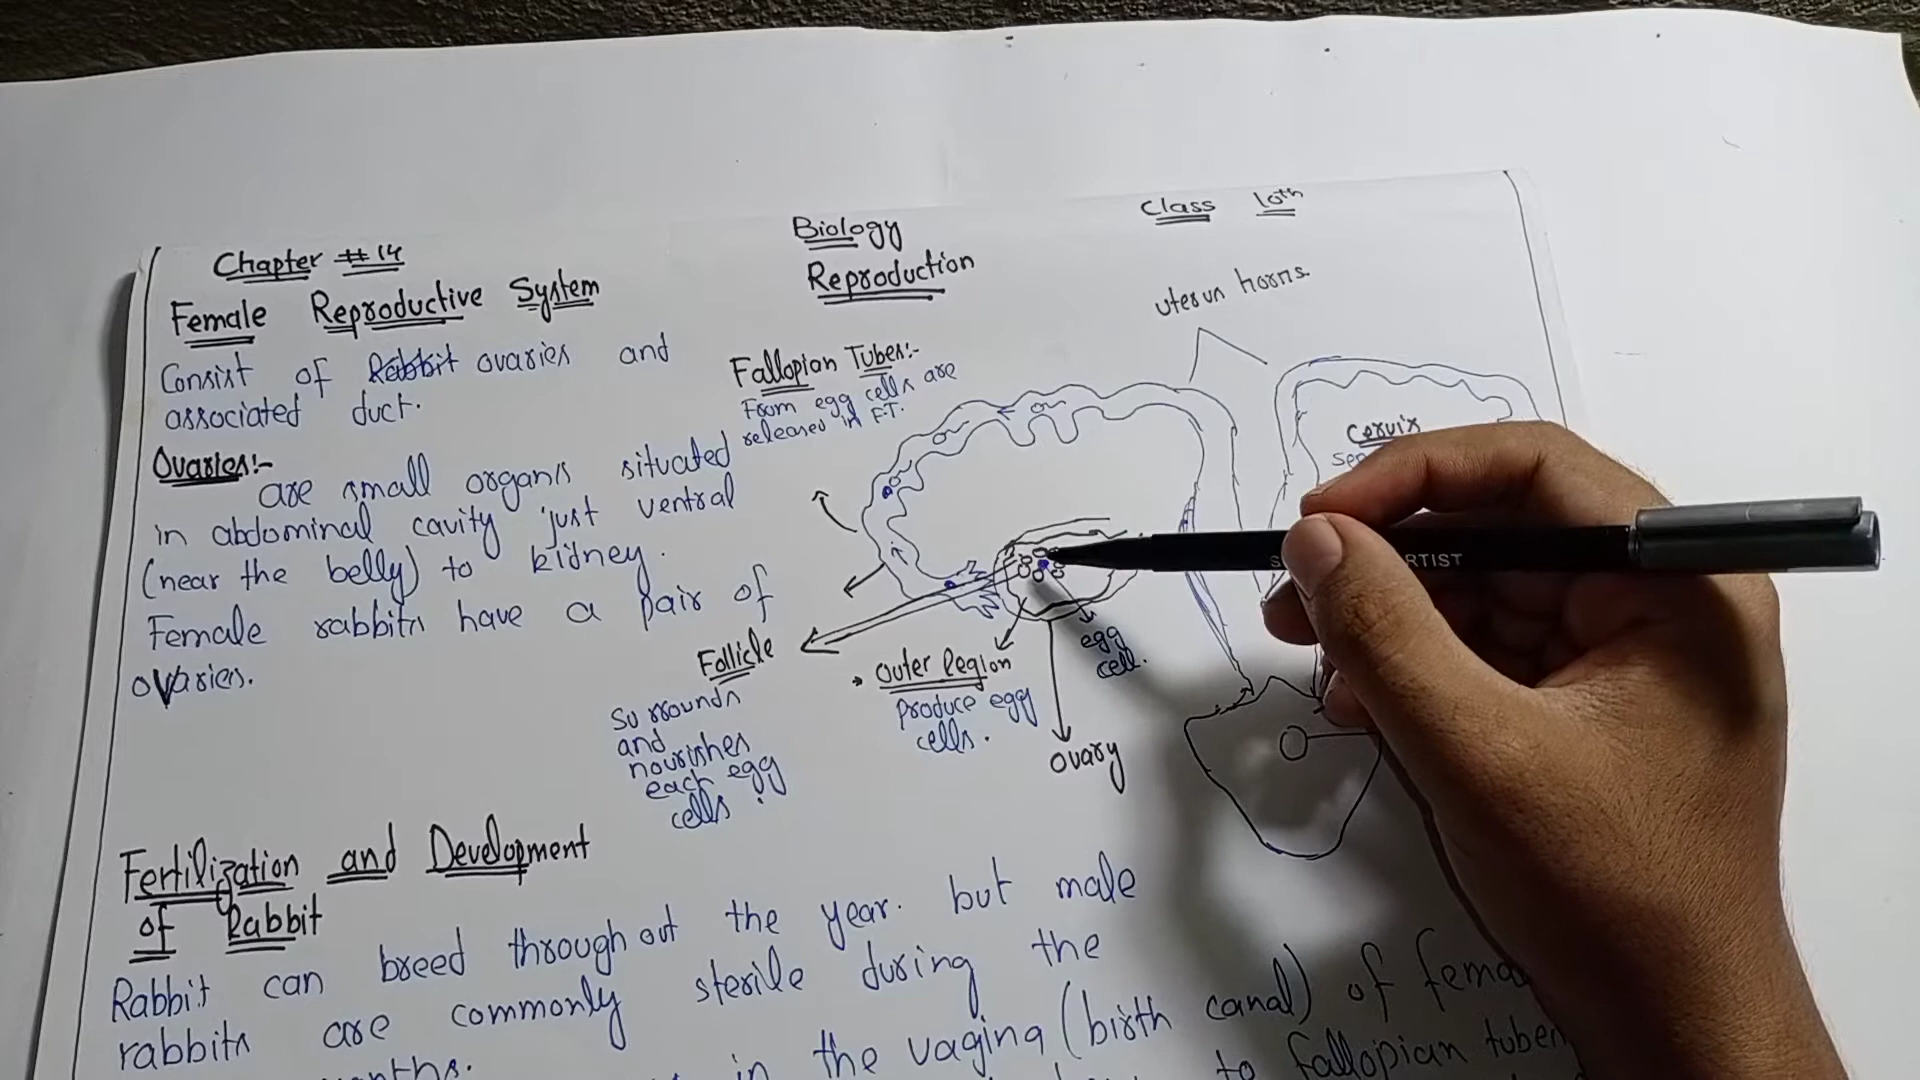 Chapter # 14
Biology
Class 10th
Female Reproductive System
Reproduction
uterun horns
Consist of Rabbit ovaries and
associated duct.
Fallopian Tubes:-
From egg cells are
released in F.T.
Cervix
Ovaries:-
are small organs situated
in abdominal cavity just ventral
(near the belly) to kidney.
Female rabbits have a pair of
ovaries.
Follicle
surrounds
and
nourishes
each egg
cells.
Outer Region
produce egg
cells.
egg
cell.
Ovary
Fertilization and Development
of Rabbit
Rabbit can breed throughout the year. but male
rabbits are commonly sterile during the
in the vagina (birth canal) of
to fallopian tubes
ARTIST